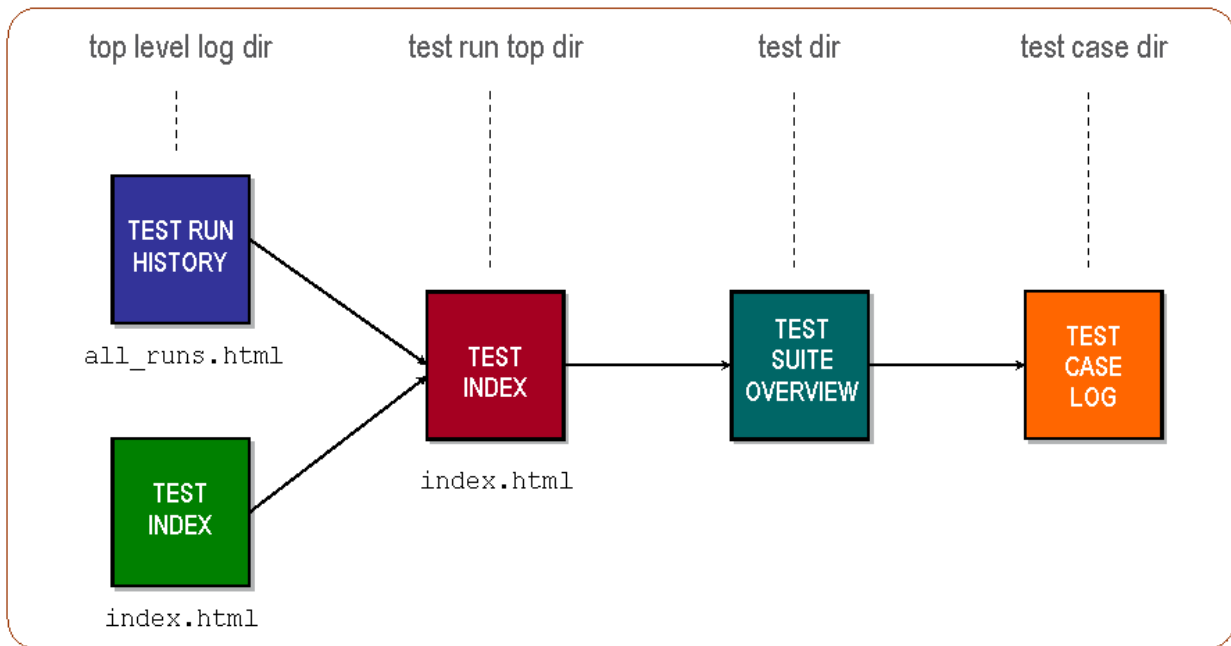 top level log dir
test run top dir
test dir
test case dir
TEST RUN
HISTORY
all_runs.html
TEST
INDEX
index.html
TEST
INDEX
index.html
TEST
SUITE
OVERVIEW
TEST
CASE
LOG